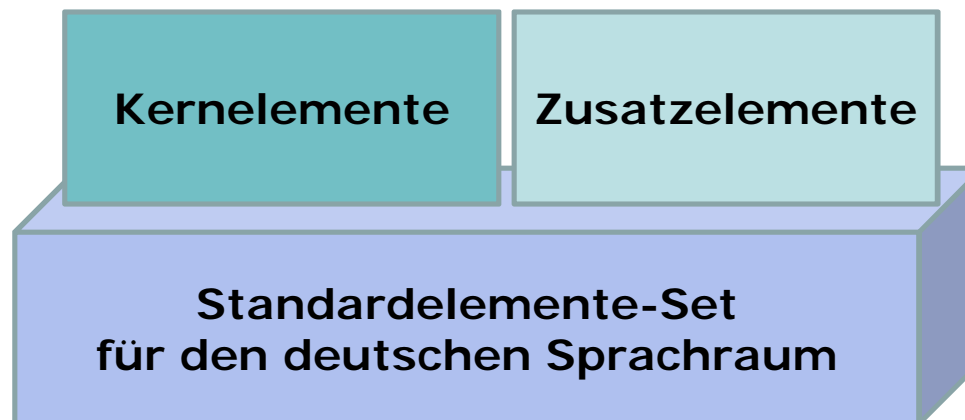 Kernelemente
Zusatzelemente
Standardelemente-Set
für den deutschen Sprachraum